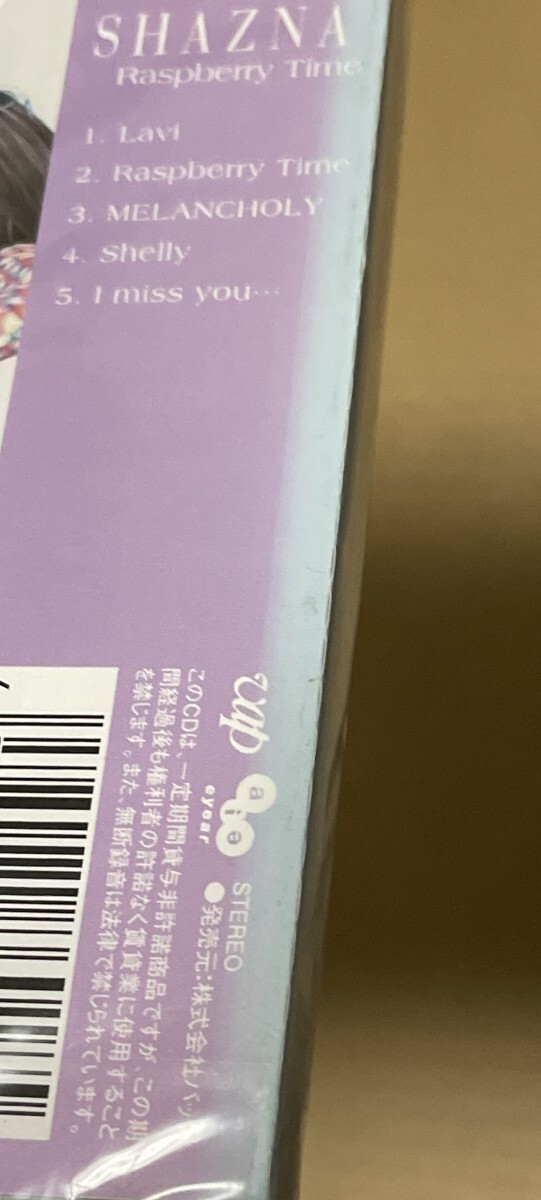 SHAZNA
Raspberry Time
1. Lavi
2. Raspberry Time
3. MELANCHOLY
4. Shelly
5. I miss you…
vap
aie
eyear
STEREO
●発売元:株式会社バッ
このCDは、一定期間貸与非許諾商品ですが、この期
間経過後も権利者の許諾なく賃貸業に使用すること
を禁じます。また、無断録音は法律で禁じられています。